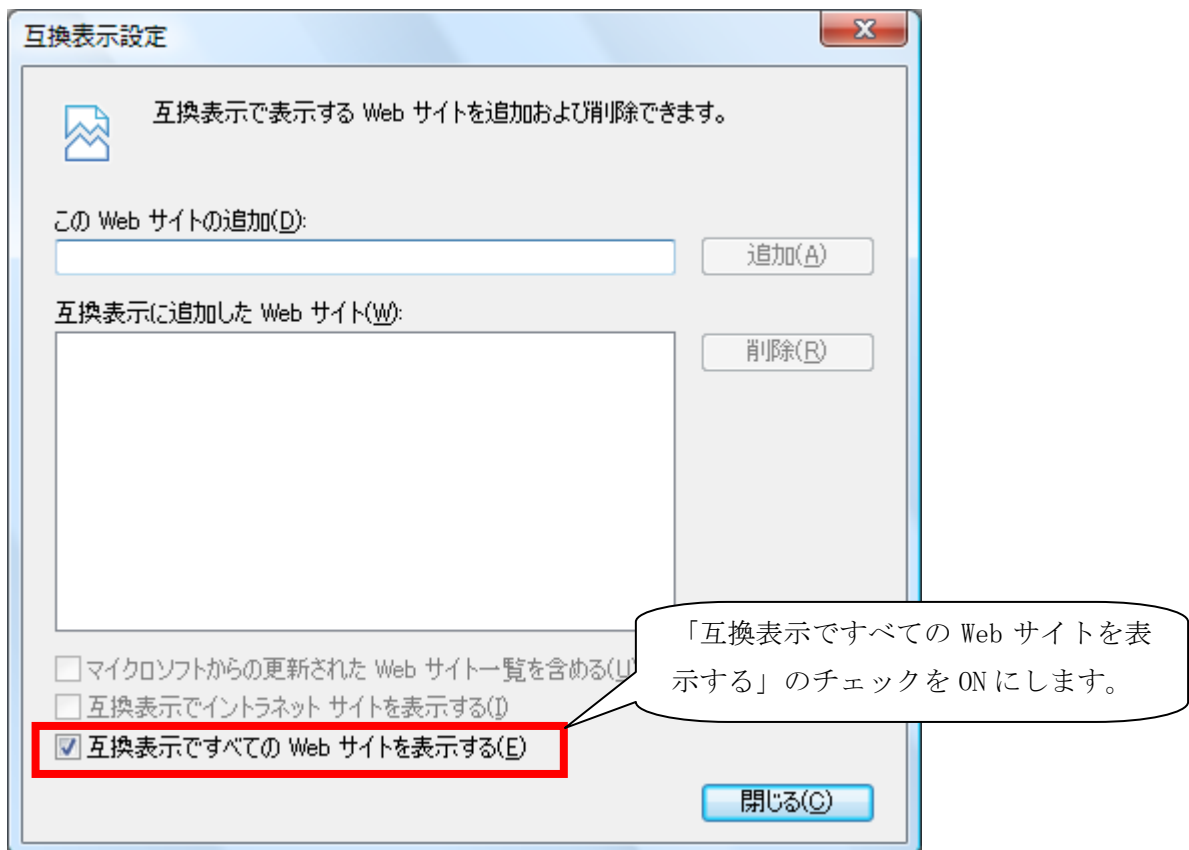 互換表示設定
互換表示で表示する Web サイトを追加および削除できます。
この Web サイトの追加(D):
追加(A)
互換表示に追加した Web サイト(W):
削除(R)
「互換表示ですべての Web サイトを表
示する」のチェックを ON にします。
マイクロソフトからの更新された Web サイト一覧を含める(U)
互換表示でイントラネット サイトを表示する(I)
互換表示ですべての Web サイトを表示する(E)
閉じる(C)